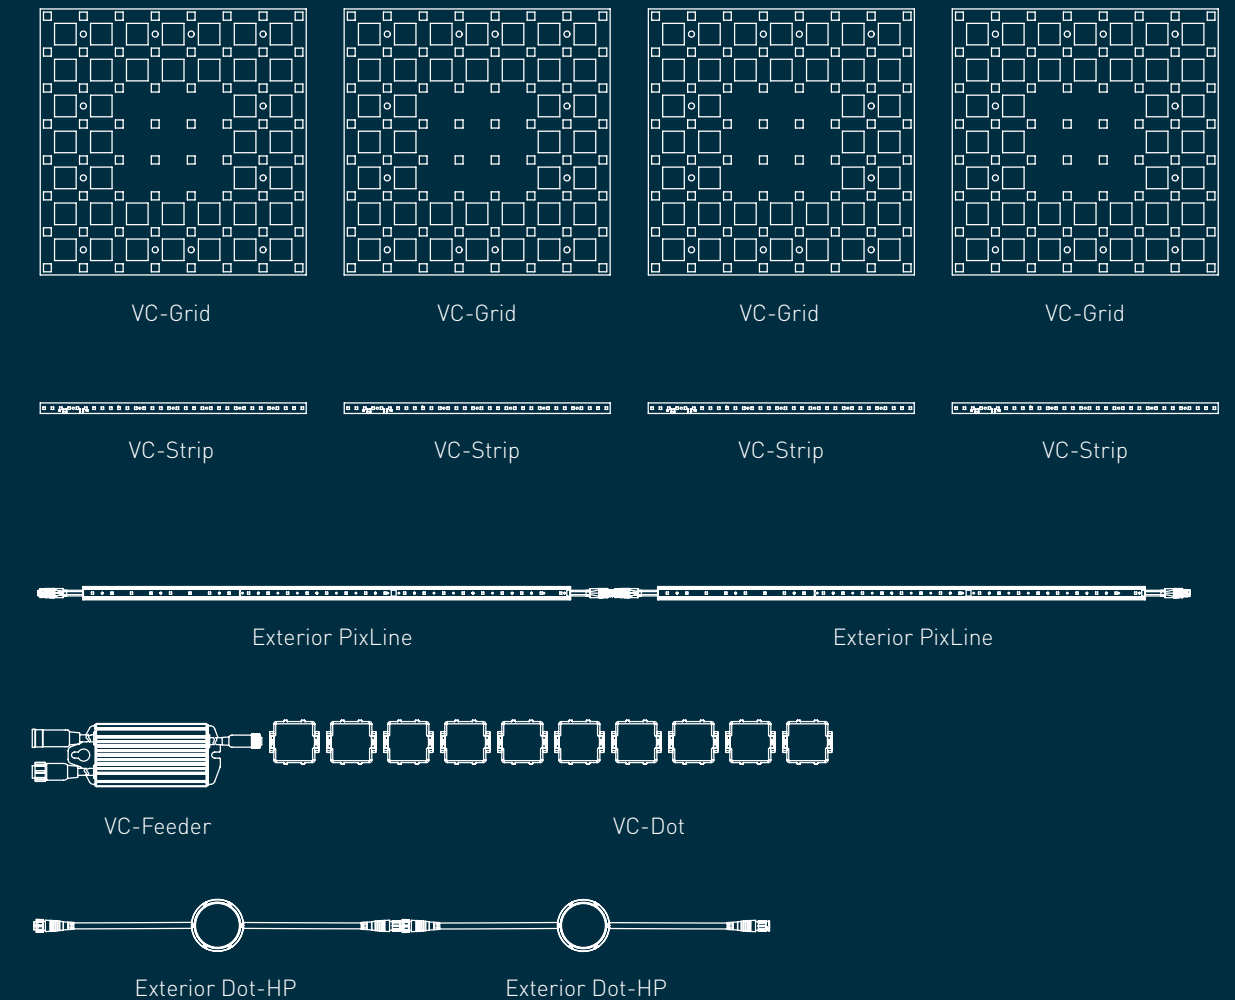 VC-Grid VC-Grid VC-Grid VC-Grid
VC-Strip VC-Strip VC-Strip VC-Strip
Exterior PixLine Exterior PixLine
VC-Feeder VC-Dot
Exterior Dot-HP Exterior Dot-HP